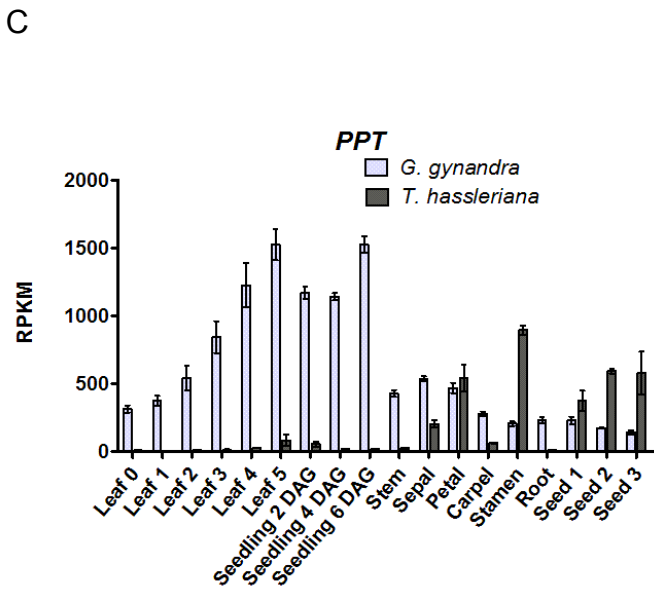 C
PPT
G. gynandra
T. hassleriana
2000
1500
1000
500
0
RPKM
Leaf 0
Leaf 1
Leaf 2
Leaf 3
Leaf 4
Leaf 5
Seedling 2 DAG
Seedling 4 DAG
Seedling 6 DAG
Stem
Sepal
Petal
Carpel
Stamen
Root
Seed 1
Seed 2
Seed 3